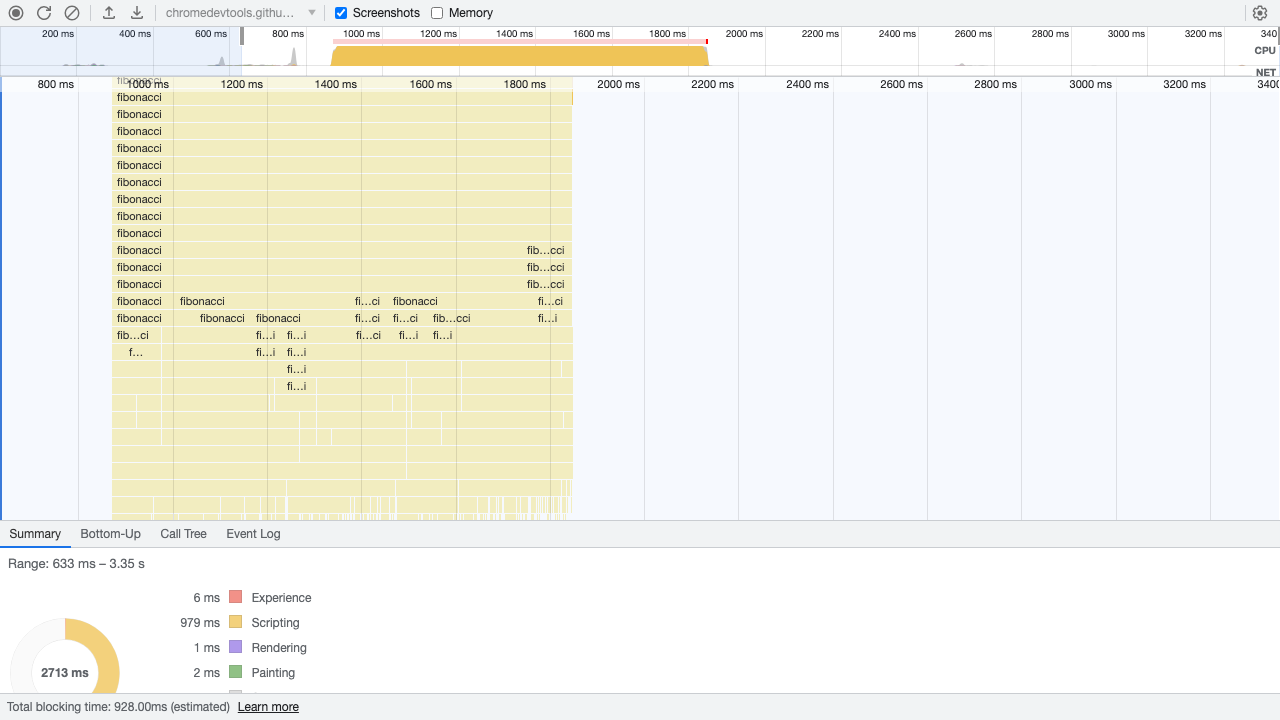 chromedevtools.githu… Screenshots Memory
200 ms 400 ms 600 ms 800 ms 1000 ms 1200 ms 1400 ms 1600 ms 1800 ms 2000 ms 2200 ms 2400 ms 2600 ms 2800 ms 3000 ms 3200 ms 340
CPU
NET
fibonacci
800 ms 1000 ms 1200 ms 1400 ms 1600 ms 1800 ms 2000 ms 2200 ms 2400 ms 2600 ms 2800 ms 3000 ms 3200 ms 3400
fibonacci
fibonacci
fibonacci
fibonacci
fibonacci
fibonacci
fibonacci
fibonacci
fibonacci
fibonacci fib…cci
fibonacci fib…cci
fibonacci fib…cci
fibonacci fibonacci fi…ci fibonacci fi…ci
fibonacci fibonacci fibonacci fi…ci fi…ci fib…cci fi…i
fib…ci fi…i fi…i fi…ci fi…i fi…i
f… fi…i fi…i
fi…i
fi…i
Summary Bottom-Up Call Tree Event Log
Range: 633 ms – 3.35 s
6 ms Experience
979 ms Scripting
1 ms Rendering
2713 ms
2 ms Painting
Total blocking time: 928.00ms (estimated) Learn more